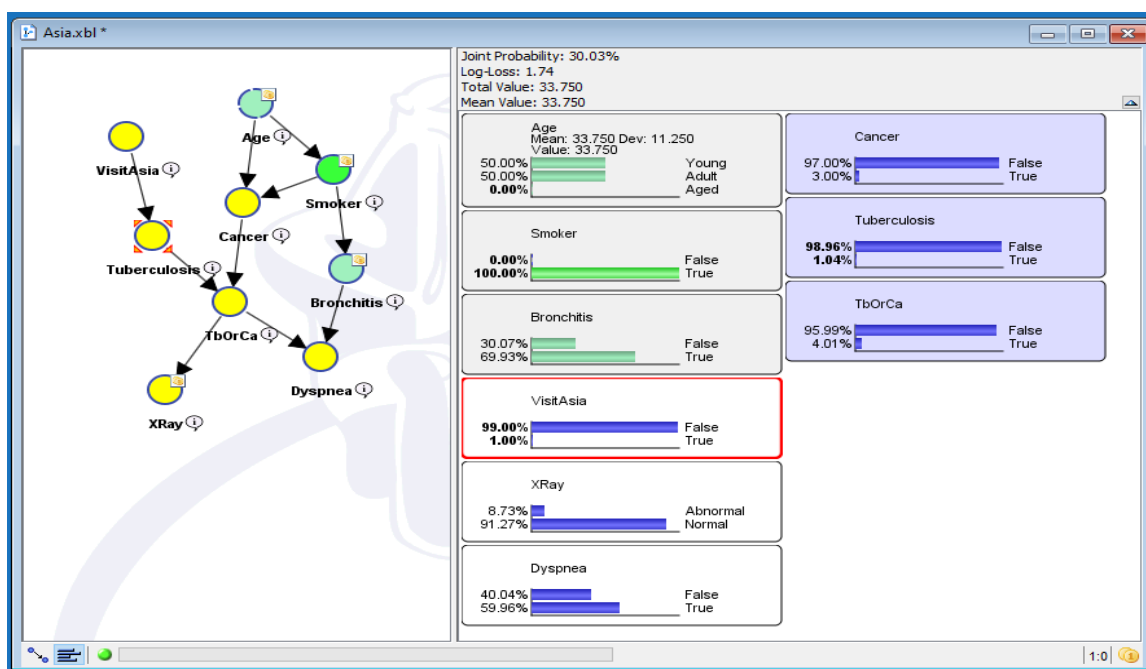 Asia.xbl *
Age
VisitAsia
Smoker
Cancer
Tuberculosis
Bronchitis
TbOrCa
Dyspnea
XRay
Joint Probability: 30.03%
Log-Loss: 1.74
Total Value: 33.750
Mean Value: 33.750
Age
Mean: 33.750 Dev: 11.250
Value: 33.750
50.00% Young
50.00% Adult
0.00% Aged
Smoker
0.00% False
100.00% True
Bronchitis
30.07% False
69.93% True
VisitAsia
99.00% False
1.00% True
XRay
8.73% Abnormal
91.27% Normal
Dyspnea
40.04% False
59.96% True
Cancer
97.00% False
3.00% True
Tuberculosis
98.96% False
1.04% True
TbOrCa
95.99% False
4.01% True
1:0